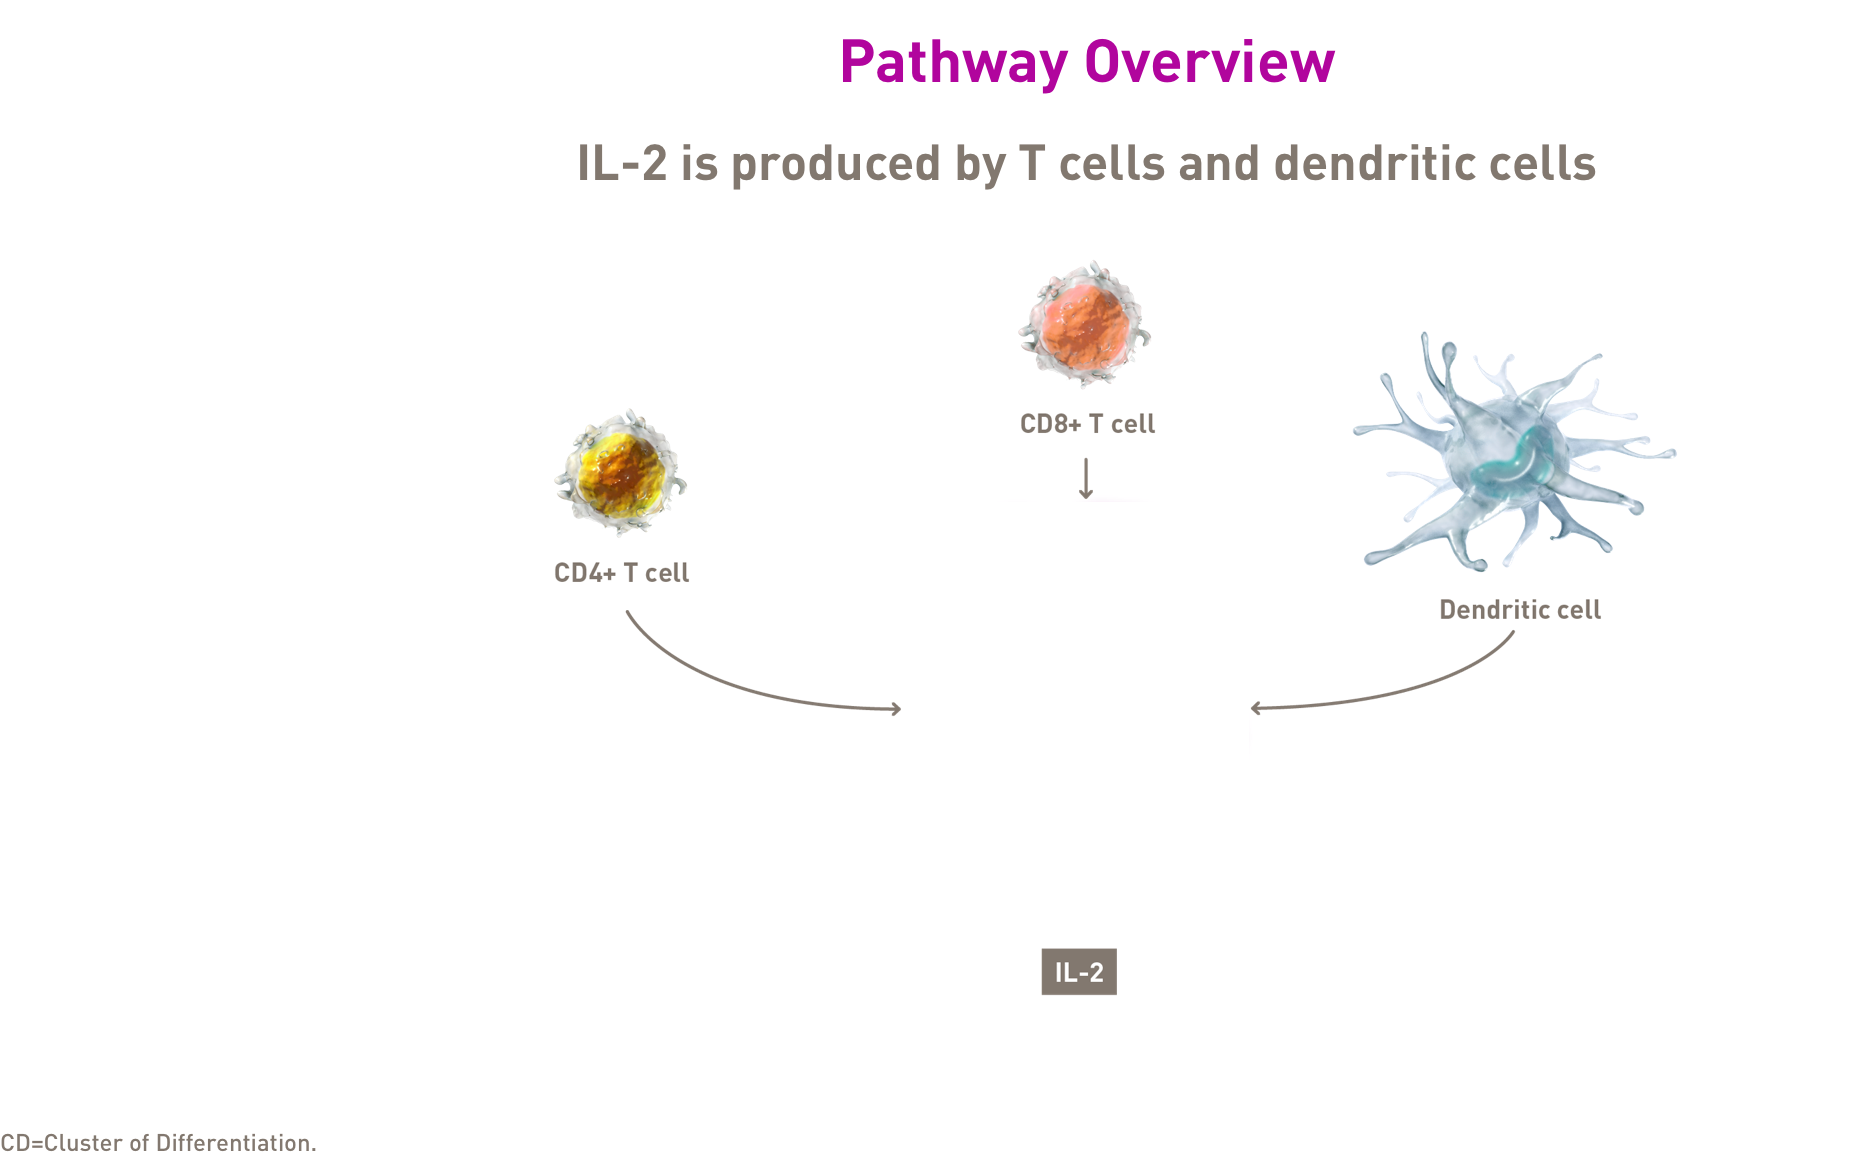 Pathway Overview
IL-2 is produced by T cells and dendritic cells
CD8+ T cell
CD4+ T cell
Dendritic cell
IL-2
CD=Cluster of Differentiation.